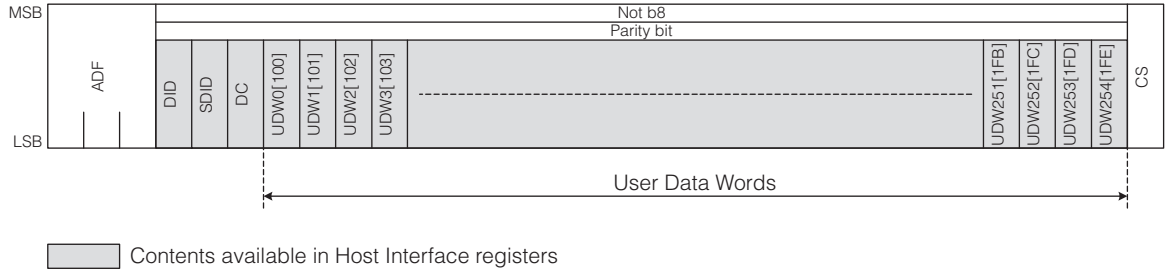 MSB
Not b8
Parity bit
ADF
DID
SDID
DC
UDW0[100]
UDW1[101]
UDW2[102]
UDW3[103]
UDW251[1FB]
UDW252[1FC]
UDW253[1FD]
UDW254[1FE]
CS
LSB
User Data Words
Contents available in Host Interface registers